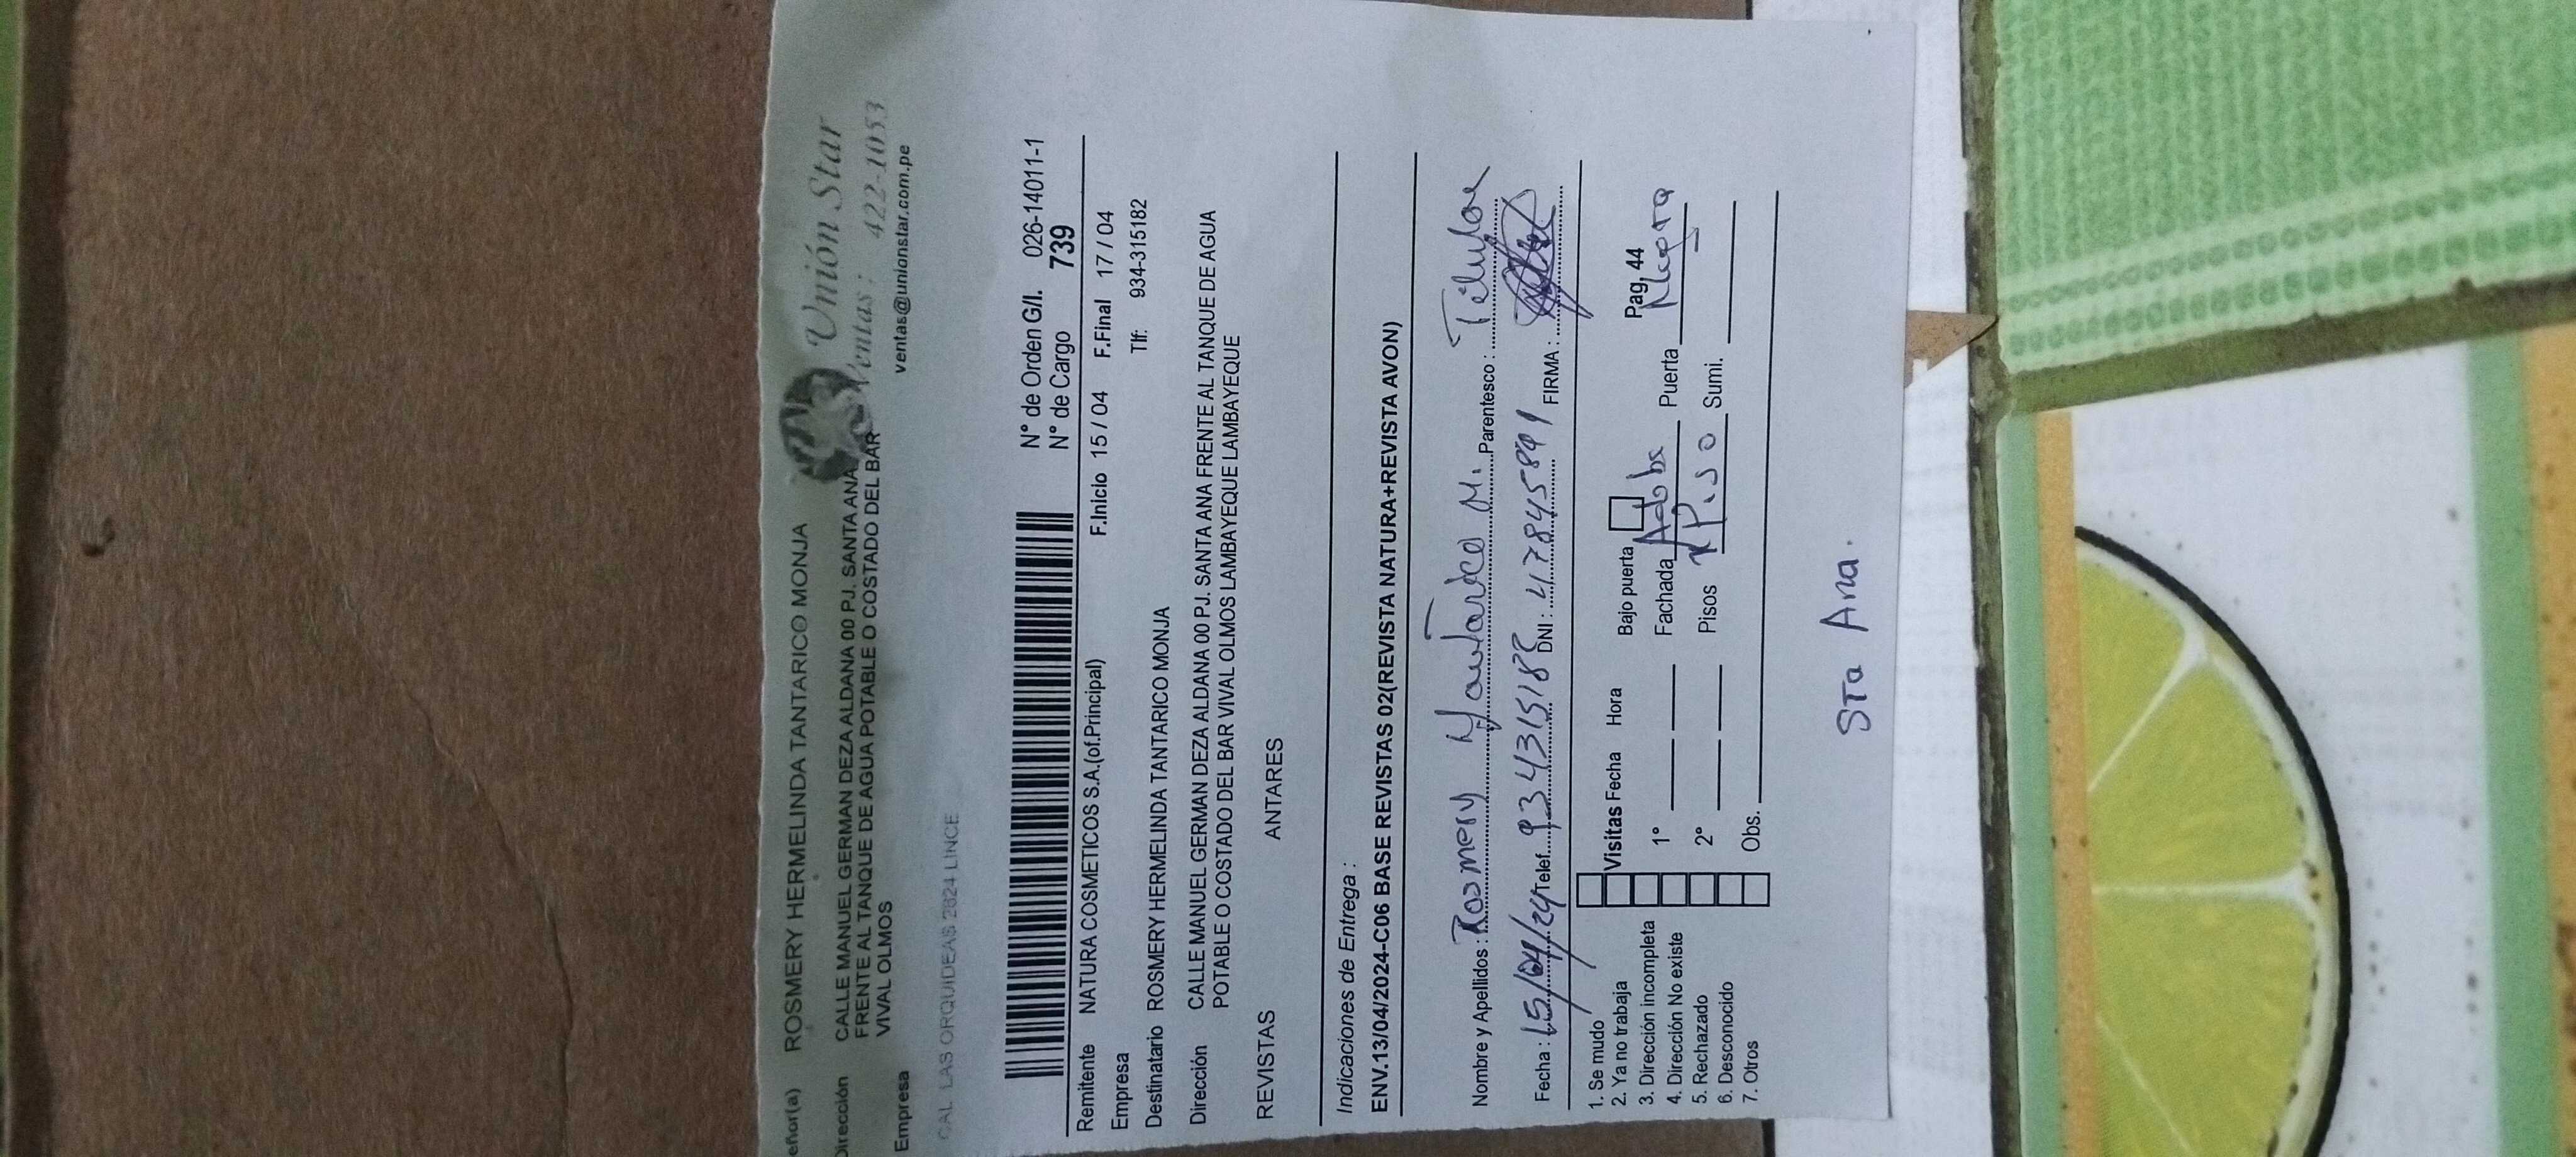 Unión Star
Ventas: 422-1053
ventas@unionstar.com.pe
eñor(a) ROSMERY HERMELINDA TANTARICO MONJA
Dirección CALLE MANUEL GERMAN DEZA ALDANA 00 PJ. SANTA ANA
FRENTE AL TANQUE DE AGUA POTABLE O COSTADO DEL BAR
VIVAL OLMOS
Empresa
CAL LAS ORQUIDEAS 2824 LINCE
N° de Orden G/I. 026-14011-1
N° de Cargo 739
Remitente NATURA COSMETICOS S.A.(of.Principal) F.Inicio 15 / 04 F.Final 17 / 04
Empresa Tlf: 934-315182
Destinatario ROSMERY HERMELINDA TANTARICO MONJA
Dirección CALLE MANUEL GERMAN DEZA ALDANA 00 PJ. SANTA ANA FRENTE AL TANQUE DE AGUA
POTABLE O COSTADO DEL BAR VIVAL OLMOS LAMBAYEQUE LAMBAYEQUE
REVISTAS ANTARES
Indicaciones de Entrega :
ENV.13/04/2024-C06 BASE REVISTAS 02(REVISTA NATURA+REVISTA AVON)
Nombre y Apellidos : Rosmery Tantarico M. Parentesco : Titular
Fecha : 15/04/24 Telef. 934315182 DNI : 47845891 FIRMA :
1. Se mudo
2. Ya no trabaja
3. Dirección incompleta
4. Dirección No existe
5. Rechazado
6. Desconocido
7. Otros
Visitas Fecha Hora
1°
2°
Obs.
Bajo puerta Pag. 44
Fachada Adobe Puerta Negra
Pisos 1 Piso Sumi.
Sta Ana.